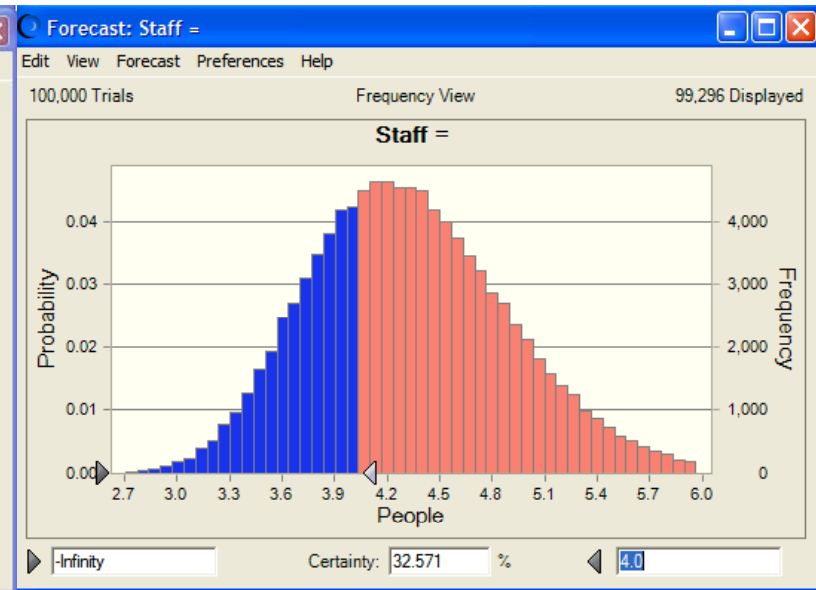 Forecast: Staff =
Edit View Forecast Preferences Help
100,000 Trials Frequency View 99,296 Displayed
Staff =
0.04 4,000
0.03 3,000
0.02 2,000
0.01 1,000
0.00 0
Probability
Frequency
2.7 3.0 3.3 3.6 3.9 4.2 4.5 4.8 5.1 5.4 5.7 6.0
People
-Infinity Certainty: 32.571 % 4.0